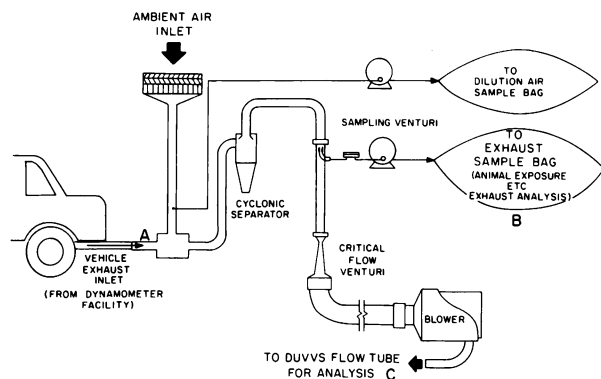 AMBIENT AIR
INLET
TO
DILUTION AIR
SAMPLE BAG
SAMPLING VENTURI
TO
EXHAUST
SAMPLE BAG
(ANIMAL EXPOSURE
ETC
EXHAUST ANALYSIS)
B
CYCLONIC
SEPARATOR
A
VEHICLE
EXHAUST
INLET
(FROM DYNAMOMETER
FACILITY)
CRITICAL
FLOW
VENTURI
BLOWER
TO DUVVS FLOW TUBE
FOR ANALYSIS C